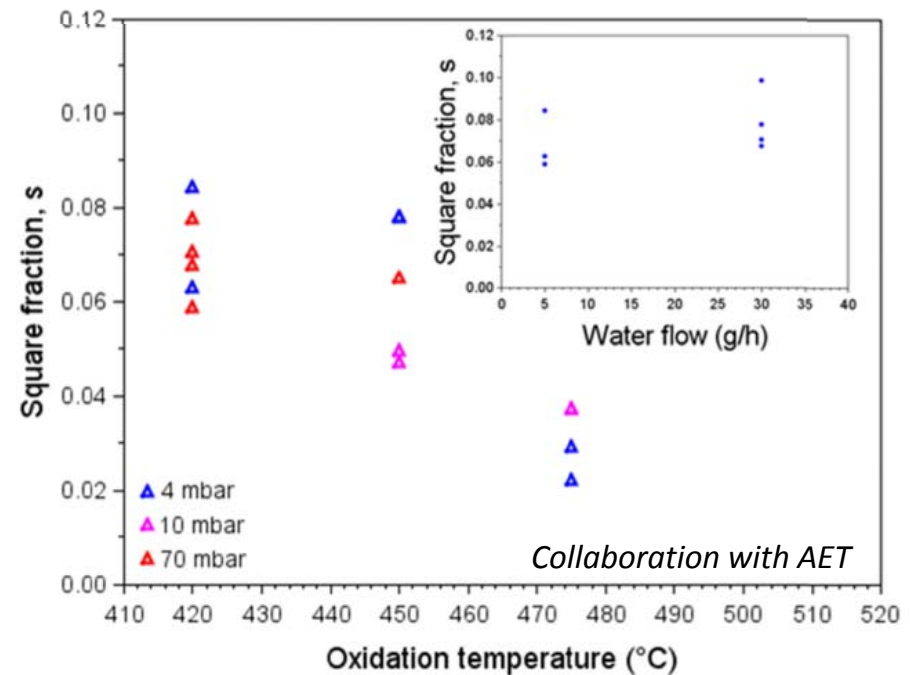 0.12
0.10
0.08
0.06
0.04
0.02
0.00
Square fraction, s
410 420 430 440 450 460 470 480 490 500 510 520
Oxidation temperature (°C)
4 mbar
10 mbar
70 mbar
Collaboration with AET
0.12
0.10
0.08
0.06
0.04
0.02
0.00
Square fraction, s
0 5 10 15 20 25 30 35 40
Water flow (g/h)